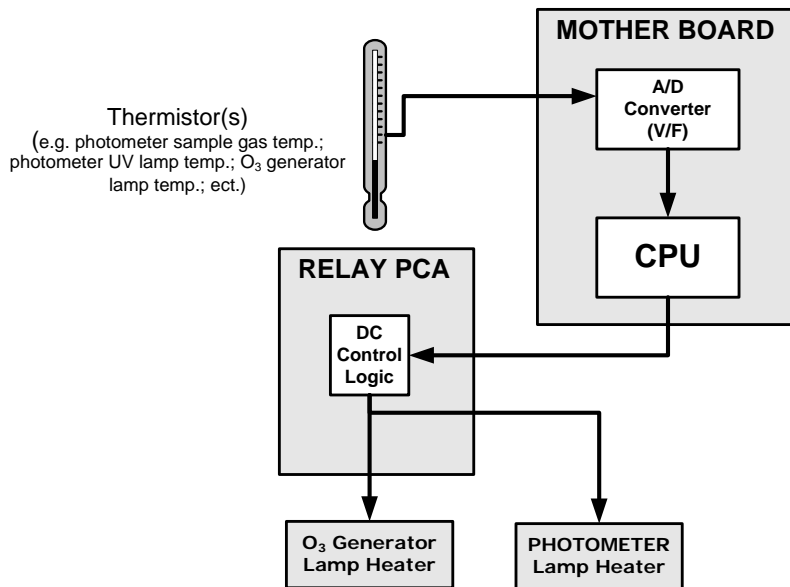 MOTHER BOARD
A/D
Converter
(V/F)
Thermistor(s)
(e.g. photometer sample gas temp.;
photometer UV lamp temp.; O₃ generator
lamp temp.; ect.)
CPU
RELAY PCA
DC
Control
Logic
O₃ Generator
Lamp Heater
PHOTOMETER
Lamp Heater